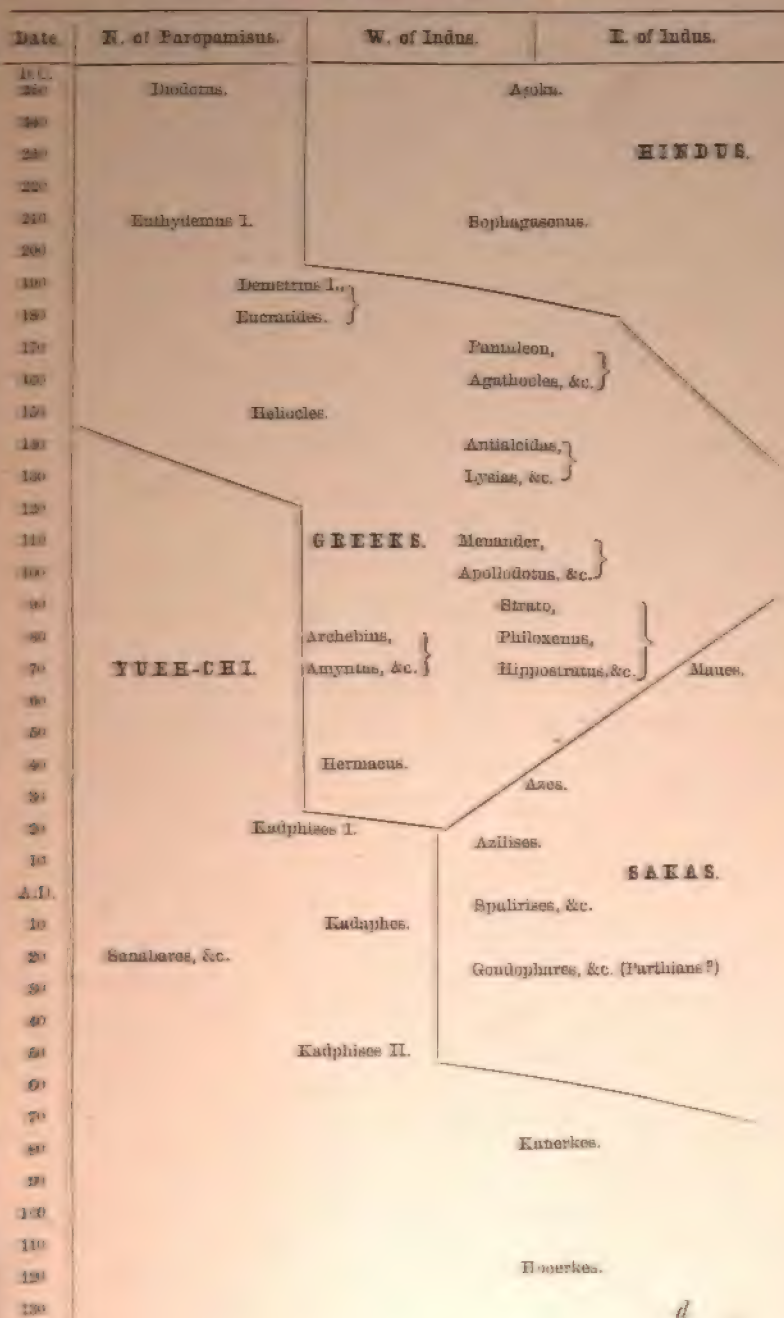 Date. N. of Paropamisus. W. of Indus. E. of Indus.
B.C.
250 Diodotus. Aşoka.
240
230 HINDUS.
220
210 Euthydemus I. Sophagasenus.
200
190 Demetrius I.,
180 Eucratides.
170 Pantaleon,
160 Agathocles, &c.
150 Heliocles.
140 Antialcidas,
130 Lysias, &c.
120
110 GREEKS. Menander,
100 Apollodotus, &c.
90 Strato,
80 Archebius, Philoxenus,
70 YUEH-CHI. Amyntas, &c. Hippostratus, &c. Maues.
60
50
40 Hermaeus.
30 Azes.
20 Kadphises I. Azilises.
10 SAKAS.
A.D. Spalirises, &c.
10 Kadaphes.
20 Sanabares, &c. Gondophares, &c. (Parthians?)
30
40
50 Kadphises II.
60
70
80 Kanerkes.
90
100
110
120 Hooerkes.
130 d